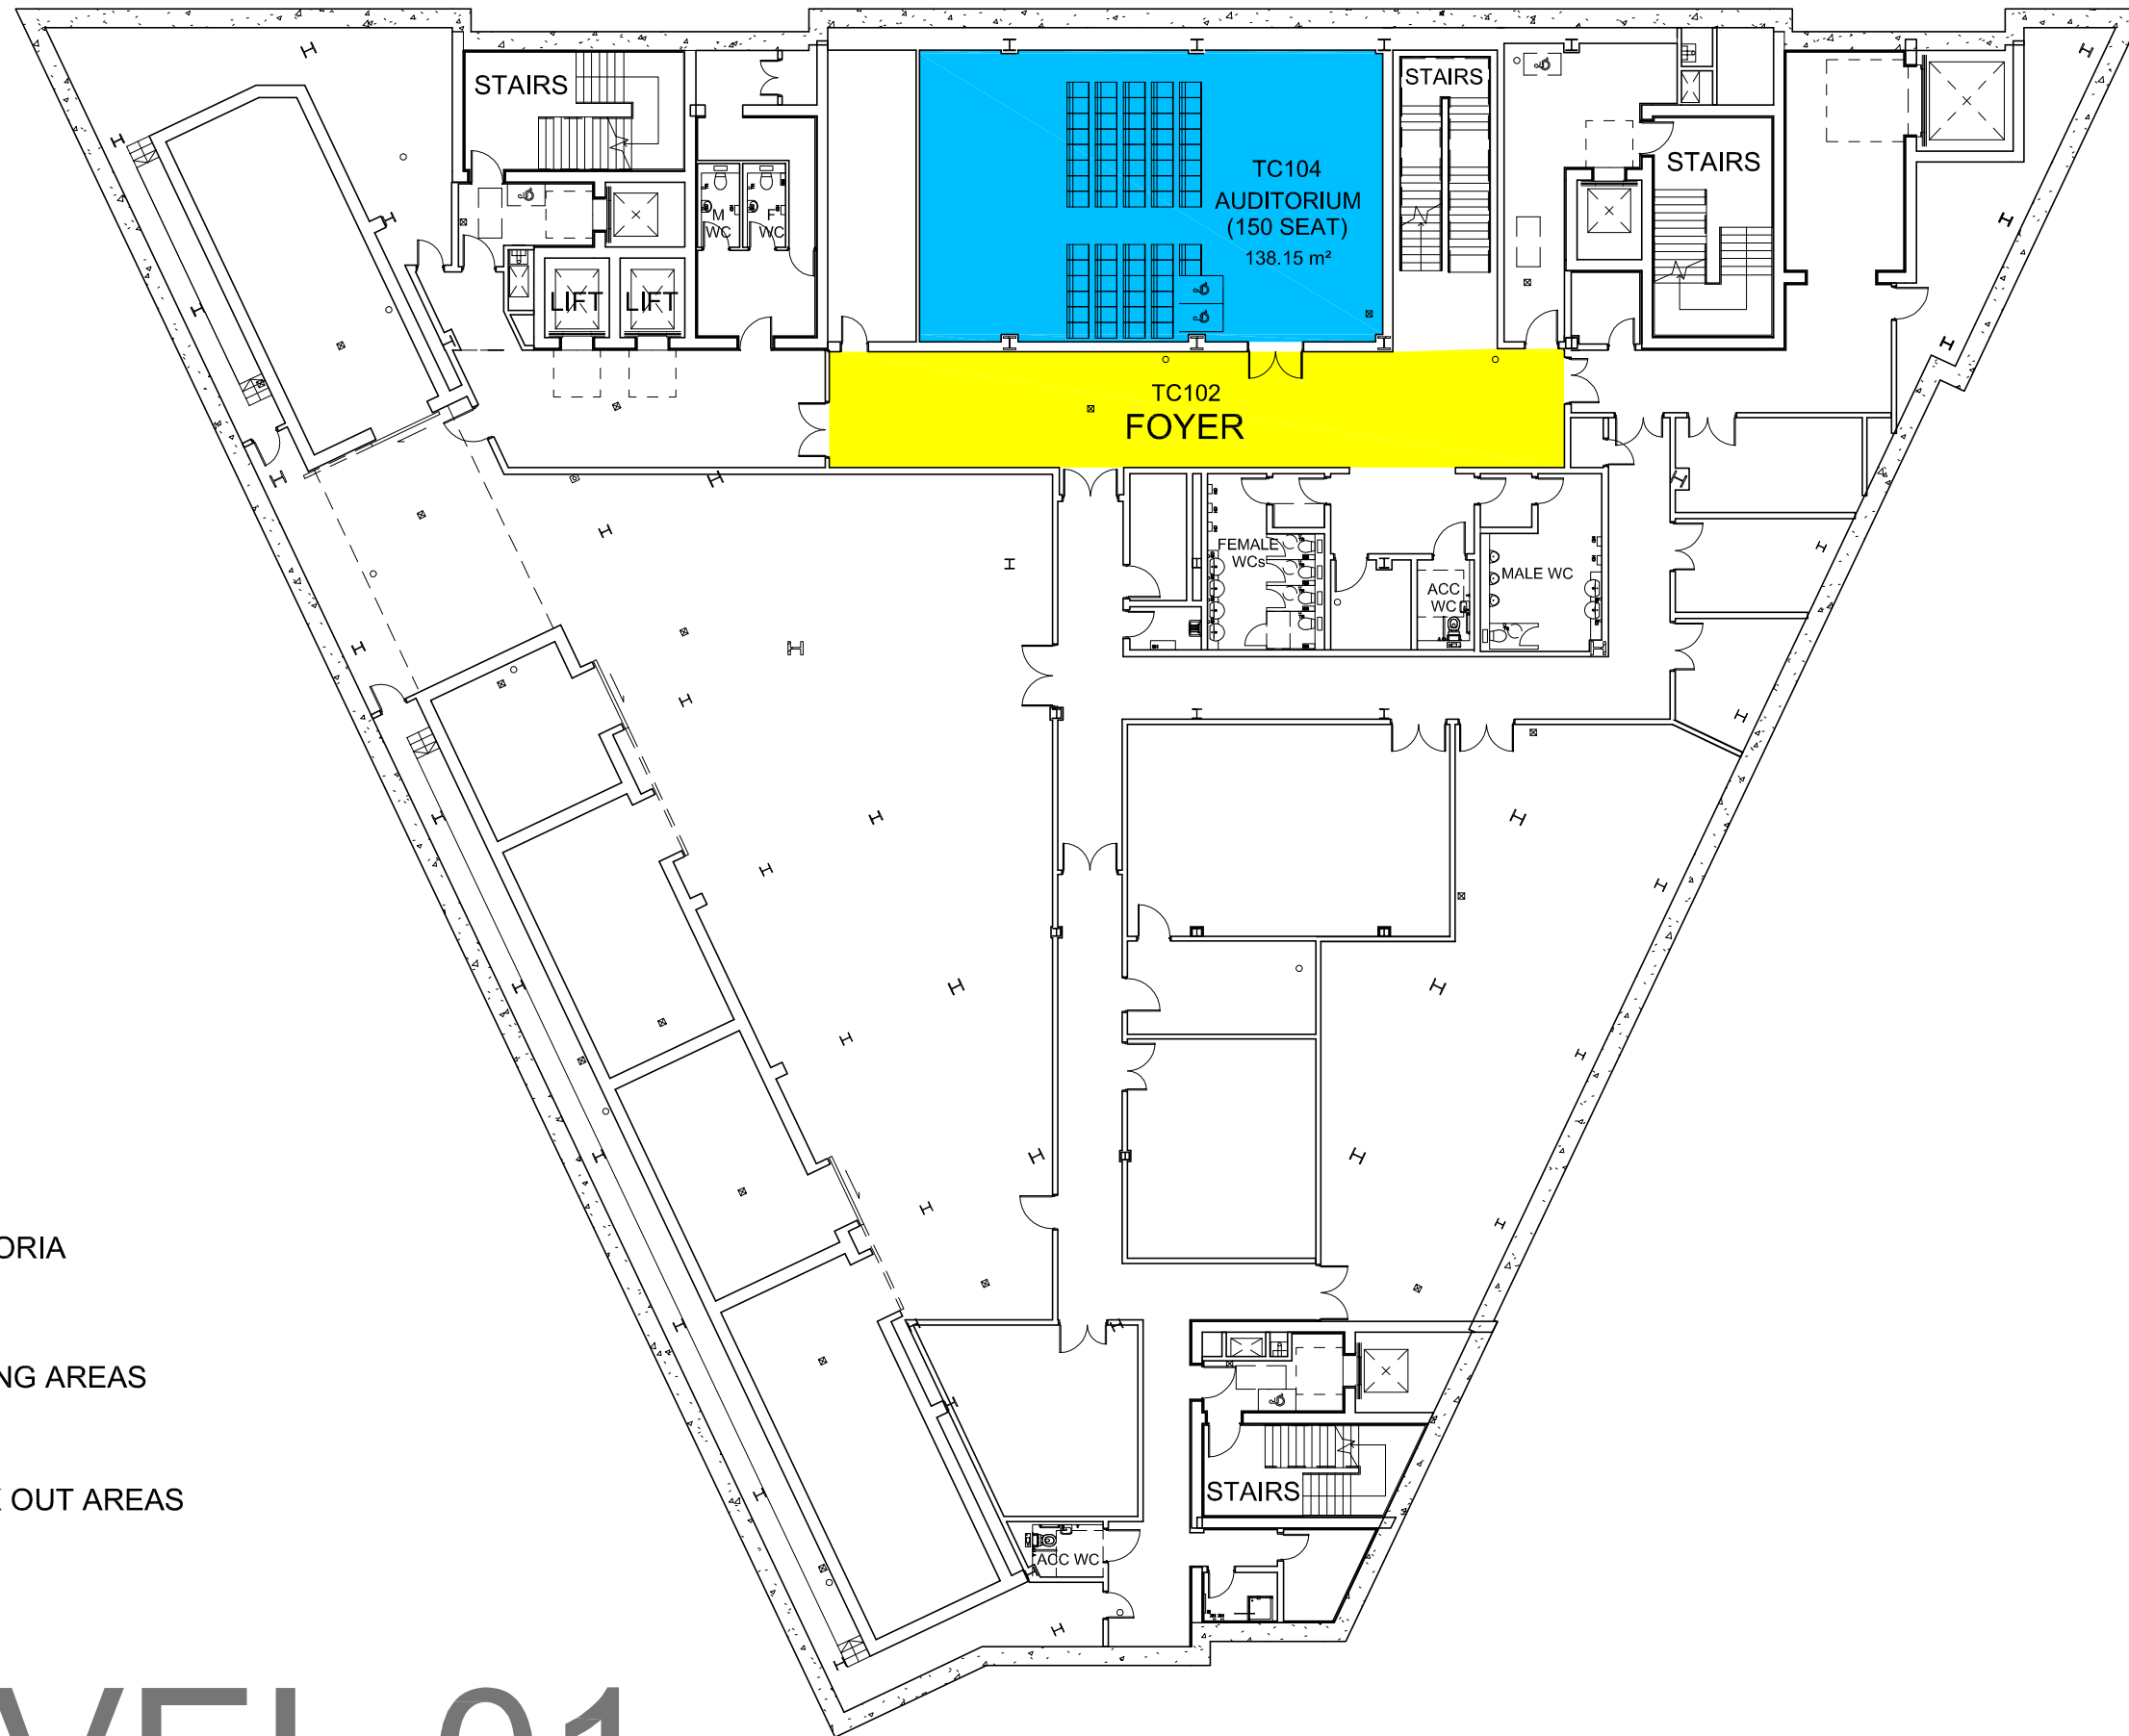 STAIRS
STAIRS
STAIRS
TC104
AUDITORIUM
(150 SEAT)
138.15 m²
M
WC
F
WC
LIFT
LIFT
TC102
FOYER
FEMALE
WCs
ACC
WC
MALE WC
ORIA
NG AREAS
OUT AREAS
STAIRS
ACC WC
01